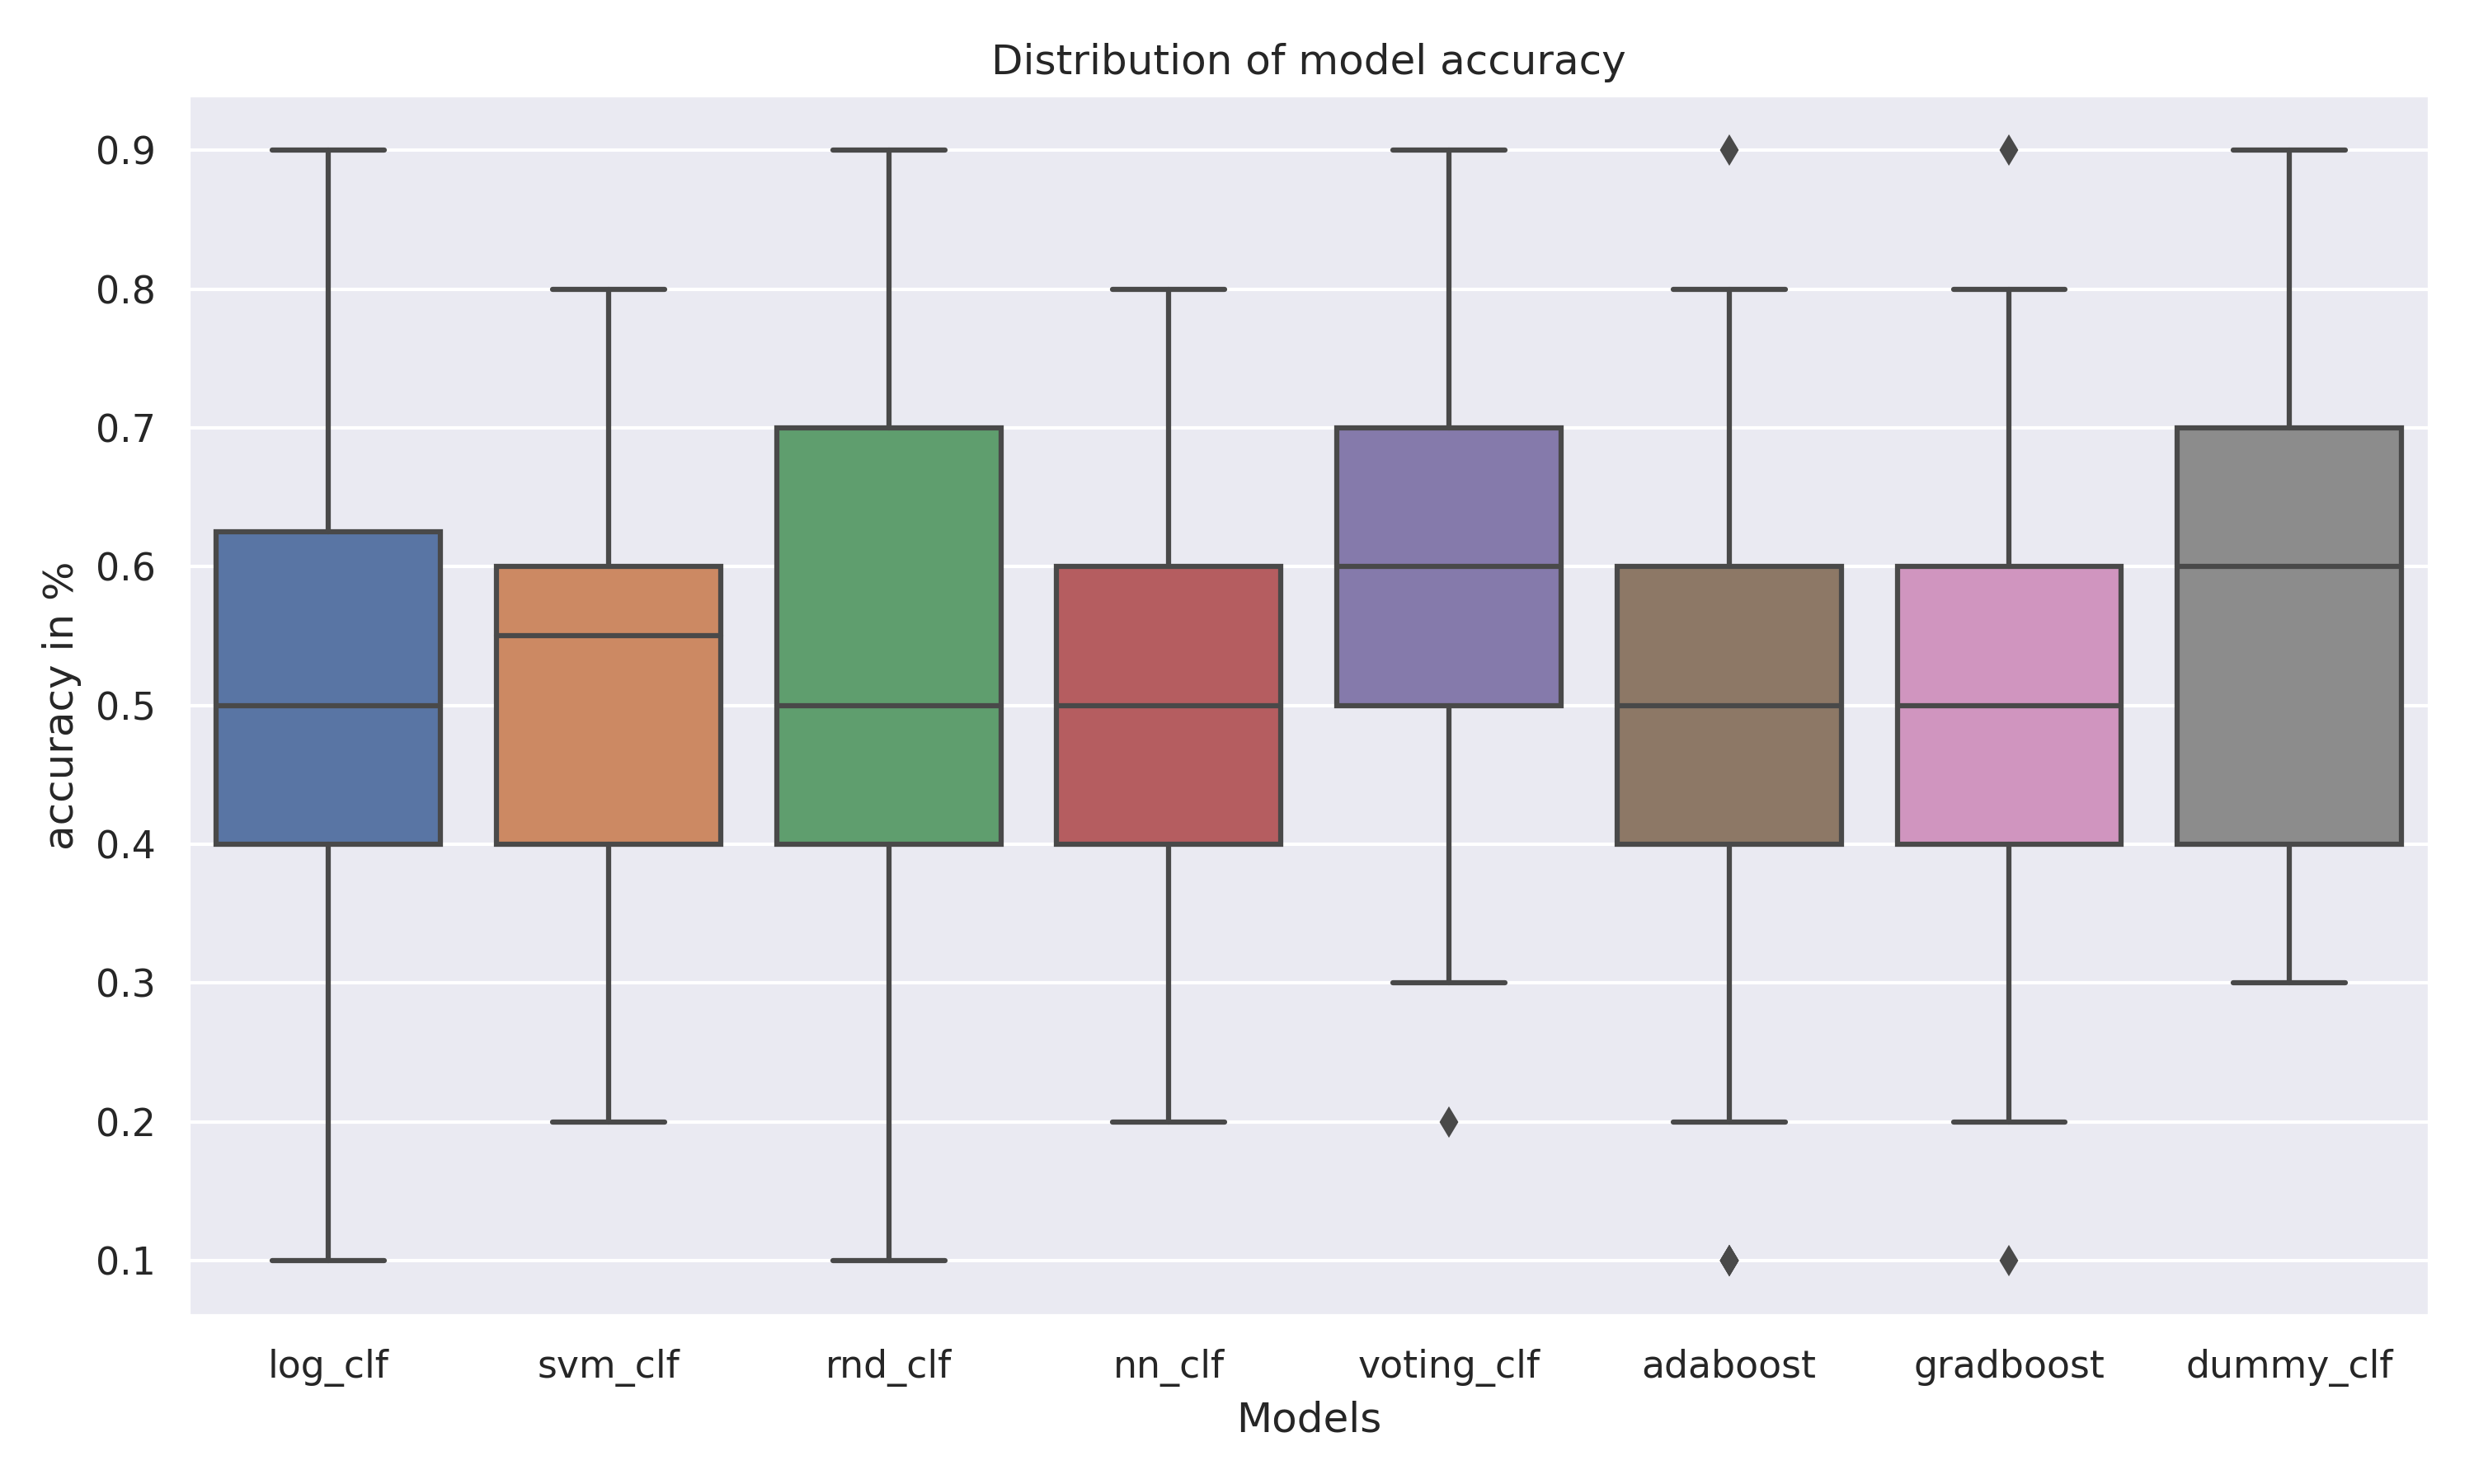 Distribution of model accuracy
accuracy in %
0.9
0.8
0.7
0.6
0.5
0.4
0.3
0.2
0.1
log_clf svm_clf rnd_clf nn_clf voting_clf adaboost gradboost dummy_clf
Models